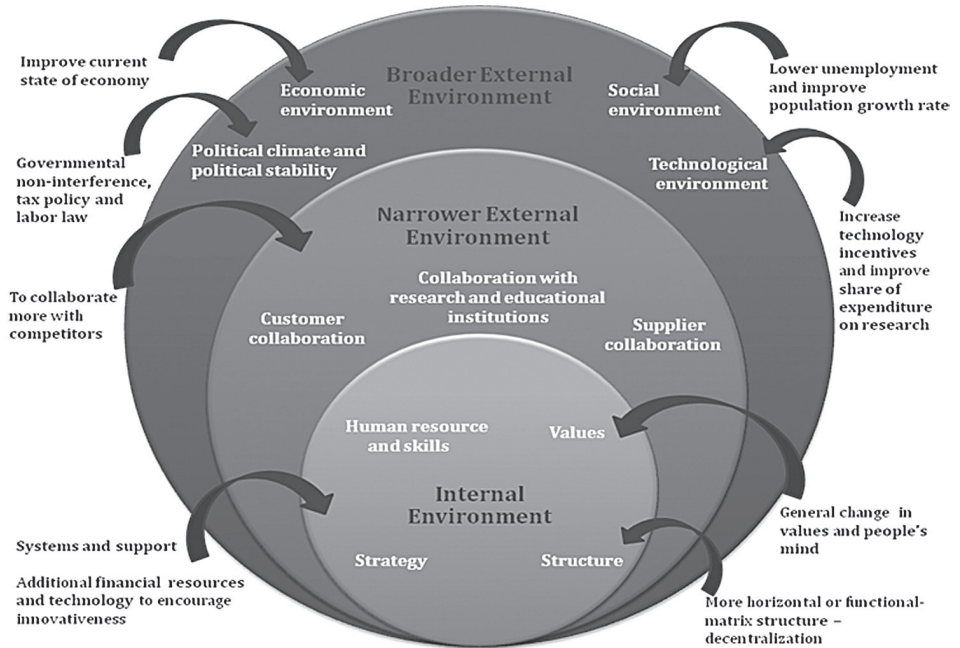 Improve current
state of economy
Broader External
Environment
Economic
environment
Social
environment
Lower unemployment
and improve
population growth rate
Governmental
non-interference,
tax policy and
labor law
Political climate and
political stability
Technological
environment
Increase
technology
incentives
and improve
share of
expenditure
on research
Narrower External
Environment
To collaborate
more with
competitors
Collaboration with
research and educational
institutions
Customer
collaboration
Supplier
collaboration
Human resource
and skills
Values
General change in
values and people's
mind
Internal
Environment
Systems and support
Additional financial resources
and technology to encourage
innovativeness
Strategy
Structure
More horizontal or functional-
matrix structure –
decentralization